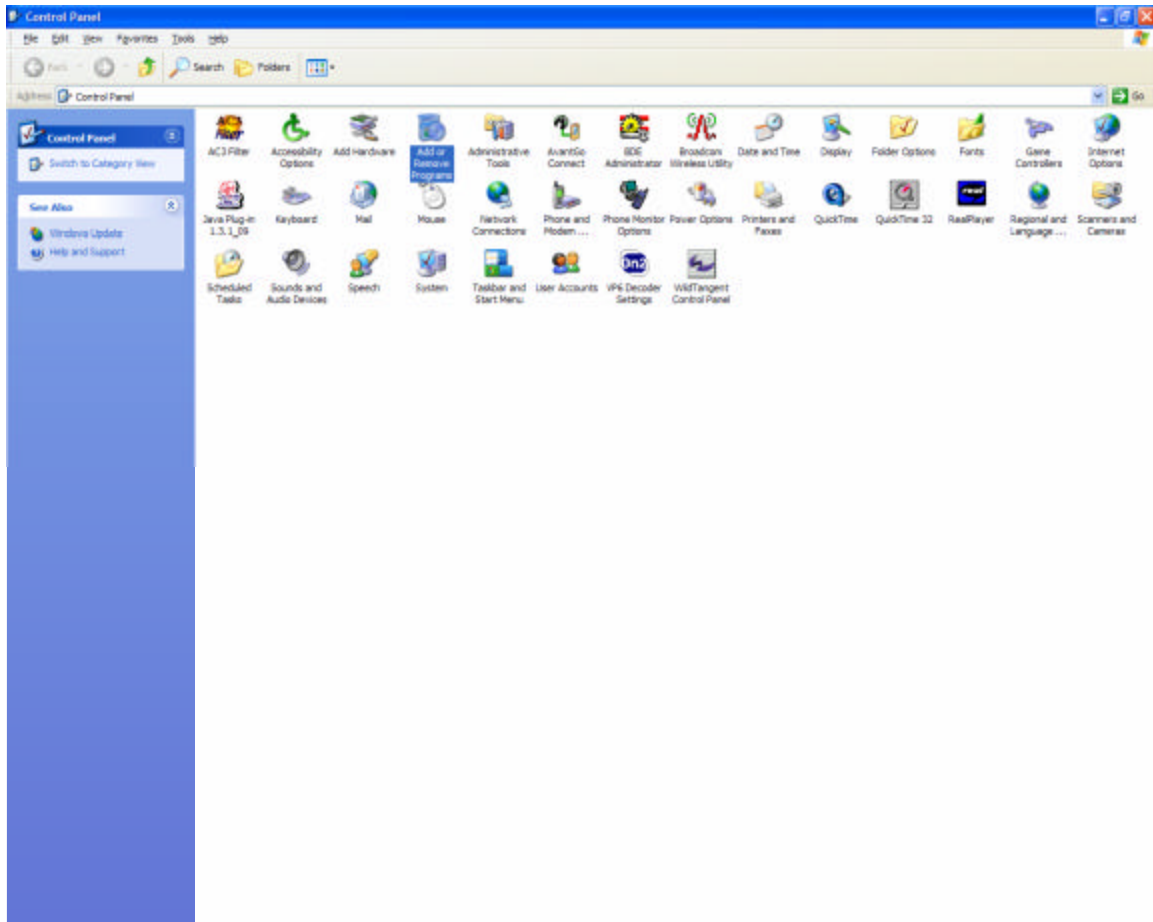 Control Panel
File Edit View Favorites Tools Help
Back Search Folders
Address Control Panel Go
Control Panel
Switch to Category View
See Also
Windows Update
Help and Support
AC3 Filter
Accessibility Options
Add Hardware
Add or Remove Programs
Administrative Tools
AvantGo Connect
BDE Administrator
Broadcom Wireless Utility
Date and Time
Display
Folder Options
Fonts
Game Controllers
Internet Options
Java Plug-in 1.3.1_09
Keyboard
Mail
Mouse
Network Connections
Phone and Modem ...
Phone Monitor Options
Power Options
Printers and Faxes
QuickTime
QuickTime 32
RealPlayer
Regional and Language ...
Scanners and Cameras
Scheduled Tasks
Sounds and Audio Devices
Speech
System
Taskbar and Start Menu
User Accounts
On2
VP6 Decoder Settings
WildTangent Control Panel